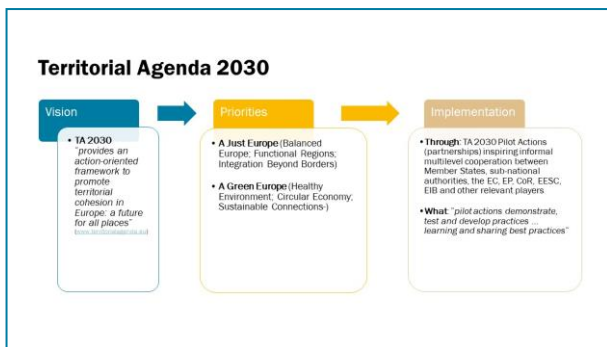 Territorial Agenda 2030
Vision
• TA 2030
"provides an
action-oriented
framework to
promote
territorial
cohesion in
Europe: a future
for all places"
(www.territorialagenda.eu)
Priorities
• A Just Europe (Balanced
Europe; Functional Regions;
Integration Beyond Borders)
• A Green Europe (Healthy
Environment; Circular Economy;
Sustainable Connections-)
Implementation
• Through: TA 2030 Pilot Actions
(partnerships) inspiring informal
multilevel cooperation between
Member States, sub-national
authorities, the EC, EP, CoR, EESC,
EIB and other relevant players
• What: "pilot actions demonstrate,
test and develop practices ...
learning and sharing best practices"